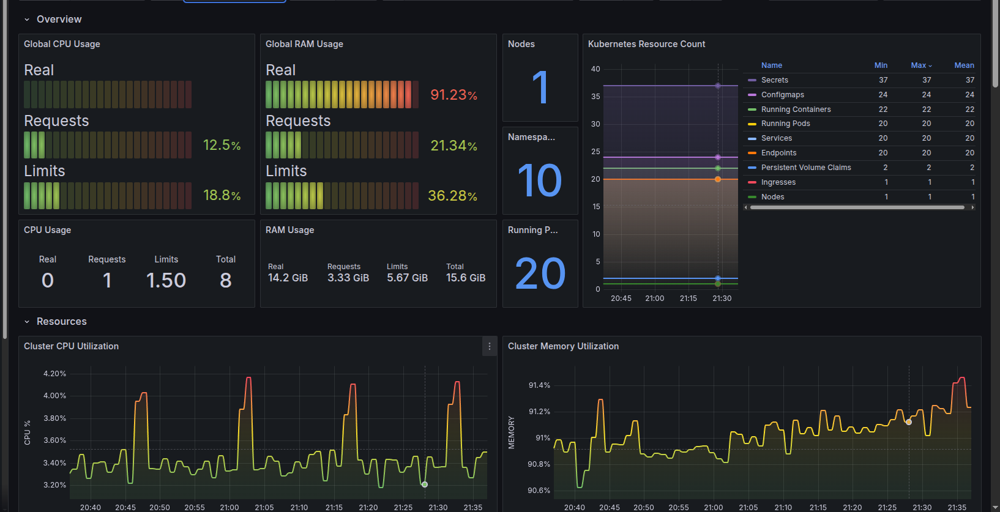 Overview
Global CPU Usage
Real
Requests
12.5%
Limits
18.8%
Global RAM Usage
Real
91.23%
Requests
21.34%
Limits
36.28%
Nodes
1
Namespa...
10
Kubernetes Resource Count
40
35
30
25
20
15
10
5
0
20:45 21:00 21:15 21:30
Name Min Max Mean
Secrets 37 37 37
Configmaps 24 24 24
Running Containers 22 22 22
Running Pods 20 20 20
Services 20 20 20
Endpoints 20 20 20
Persistent Volume Claims 2 2 2
Ingresses 1 1 1
Nodes 1 1 1
CPU Usage
Real Requests Limits Total
0 1 1.50 8
RAM Usage
Real Requests Limits Total
14.2 GiB 3.33 GiB 5.67 GiB 15.6 GiB
Running P...
20
Resources
Cluster CPU Utilization
CPU %
4.20%
4.00%
3.80%
3.60%
3.40%
3.20%
20:40 20:45 20:50 20:55 21:00 21:05 21:10 21:15 21:20 21:25 21:30 21:35
Cluster Memory Utilization
MEMORY
91.4%
91.2%
91%
90.8%
90.6%
20:40 20:45 20:50 20:55 21:00 21:05 21:10 21:15 21:20 21:25 21:30 21:35